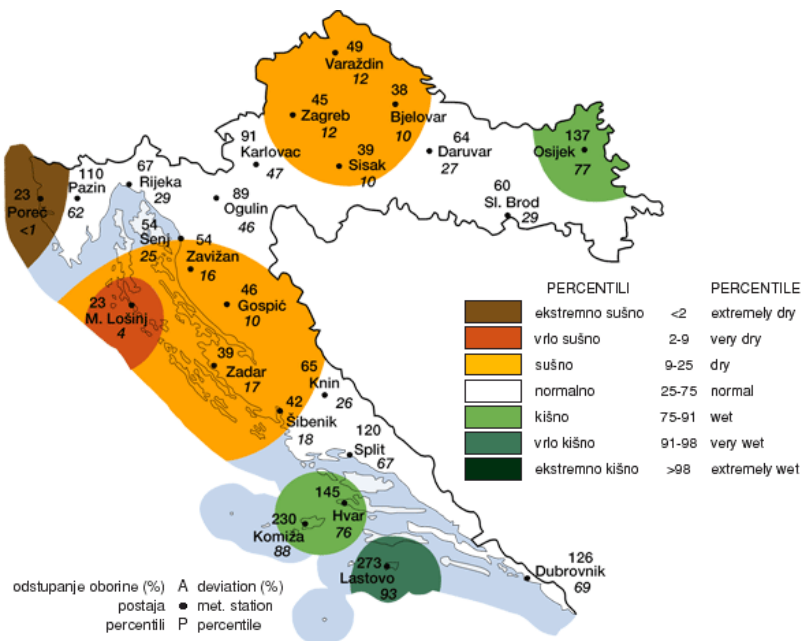 49
Varaždin
12
45
Zagreb
12
38
Bjelovar
10
39
Sisak
10
91
Karlovac
47
64
Daruvar
27
137
Osijek
77
110
Pazin
62
67
Rijeka
29
23
Poreč
<1
89
Ogulin
46
60
Sl. Brod
29
54
Senj
25
54
Zavižan
16
46
Gospić
10
23
M. Lošinj
4
39
Zadar
17
65
Knin
26
42
Šibenik
18
120
Split
67
145
Hvar
76
230
Komiža
88
273
Lastovo
93
126
Dubrovnik
69
PERCENTILI PERCENTILE
ekstremno sušno <2 extremely dry
vrlo sušno 2-9 very dry
sušno 9-25 dry
normalno 25-75 normal
kišno 75-91 wet
vrlo kišno 91-98 very wet
ekstremno kišno >98 extremely wet
odstupanje oborine (%) A deviation (%)
postaja ● met. station
percentili P percentile